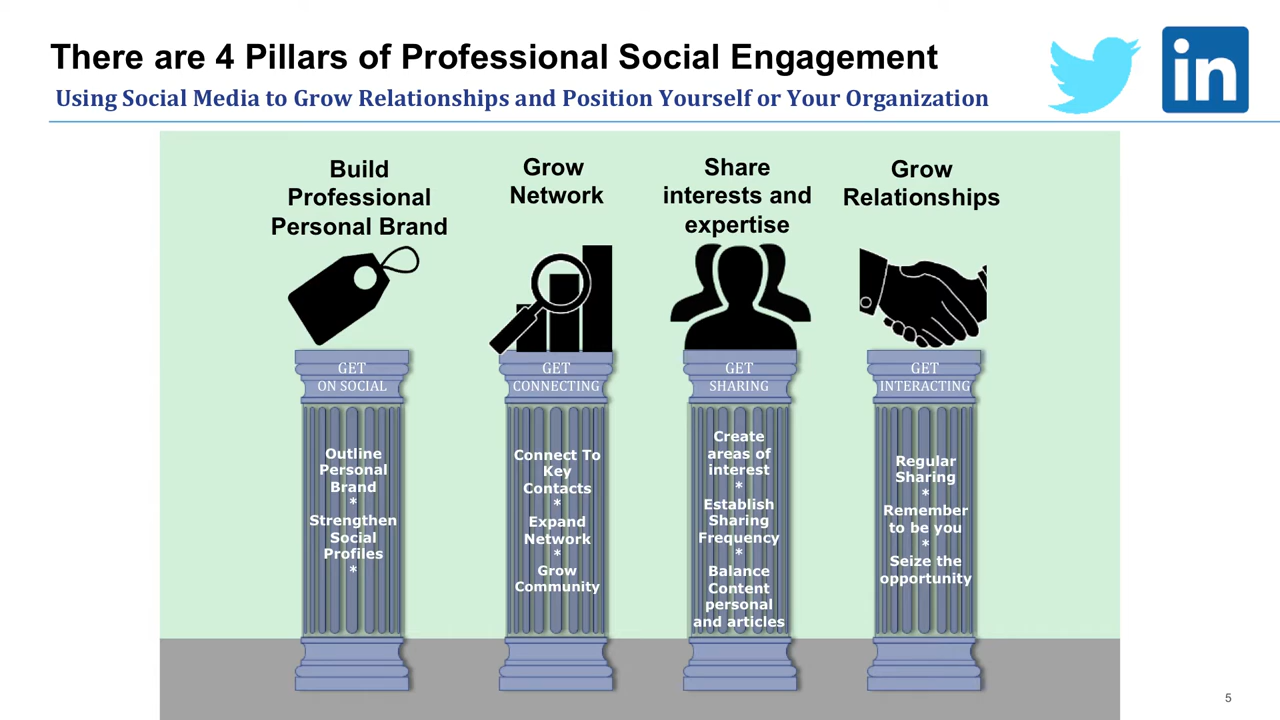 There are 4 Pillars of Professional Social Engagement
Using Social Media to Grow Relationships and Position Yourself or Your Organization
in
Build
Professional
Personal Brand
GET
ON SOCIAL
Outline
Personal
Brand
*
Strengthen
Social
Profiles
*
Grow
Network
GET
CONNECTING
Connect To
Key
Contacts
*
Expand
Network
*
Grow
Community
Share
interests and
expertise
GET
SHARING
Create
areas of
interest
*
Establish
Sharing
Frequency
*
Balance
Content
personal
and articles
Grow
Relationships
GET
INTERACTING
Regular
Sharing
*
Remember
to be you
*
Seize the
opportunity
5